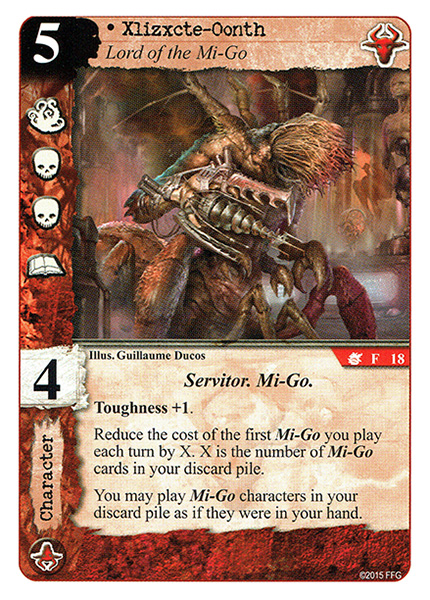 5
• Xlizxcte-Oonth
Lord of the Mi-Go
Illus. Guillaume Ducos
F 18
4
Servitor. Mi-Go.
Toughness +1.
Reduce the cost of the first Mi-Go you play
each turn by X. X is the number of Mi-Go
cards in your discard pile.
You may play Mi-Go characters in your
discard pile as if they were in your hand.
Character
©2015 FFG